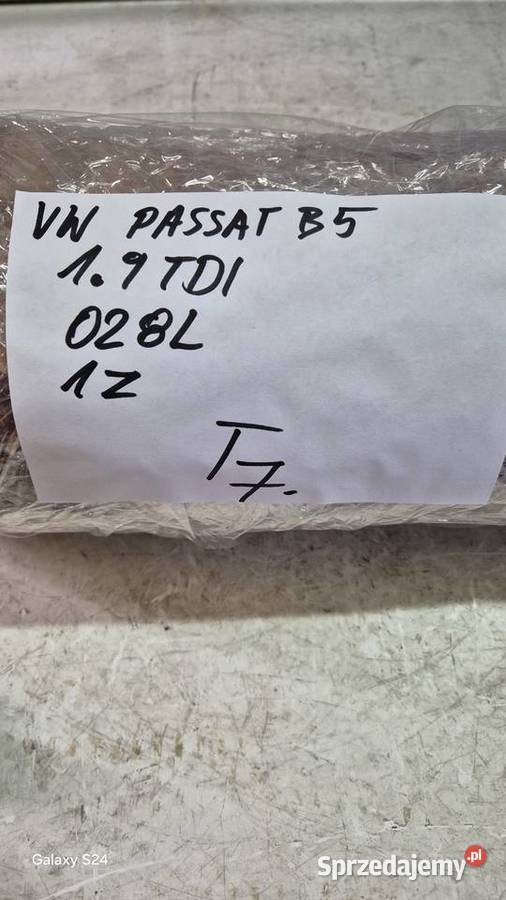 VW PASSAT B5
1.9 TDI
028L
1Z
T7.
Galaxy S24
Sprzedajemy.pl